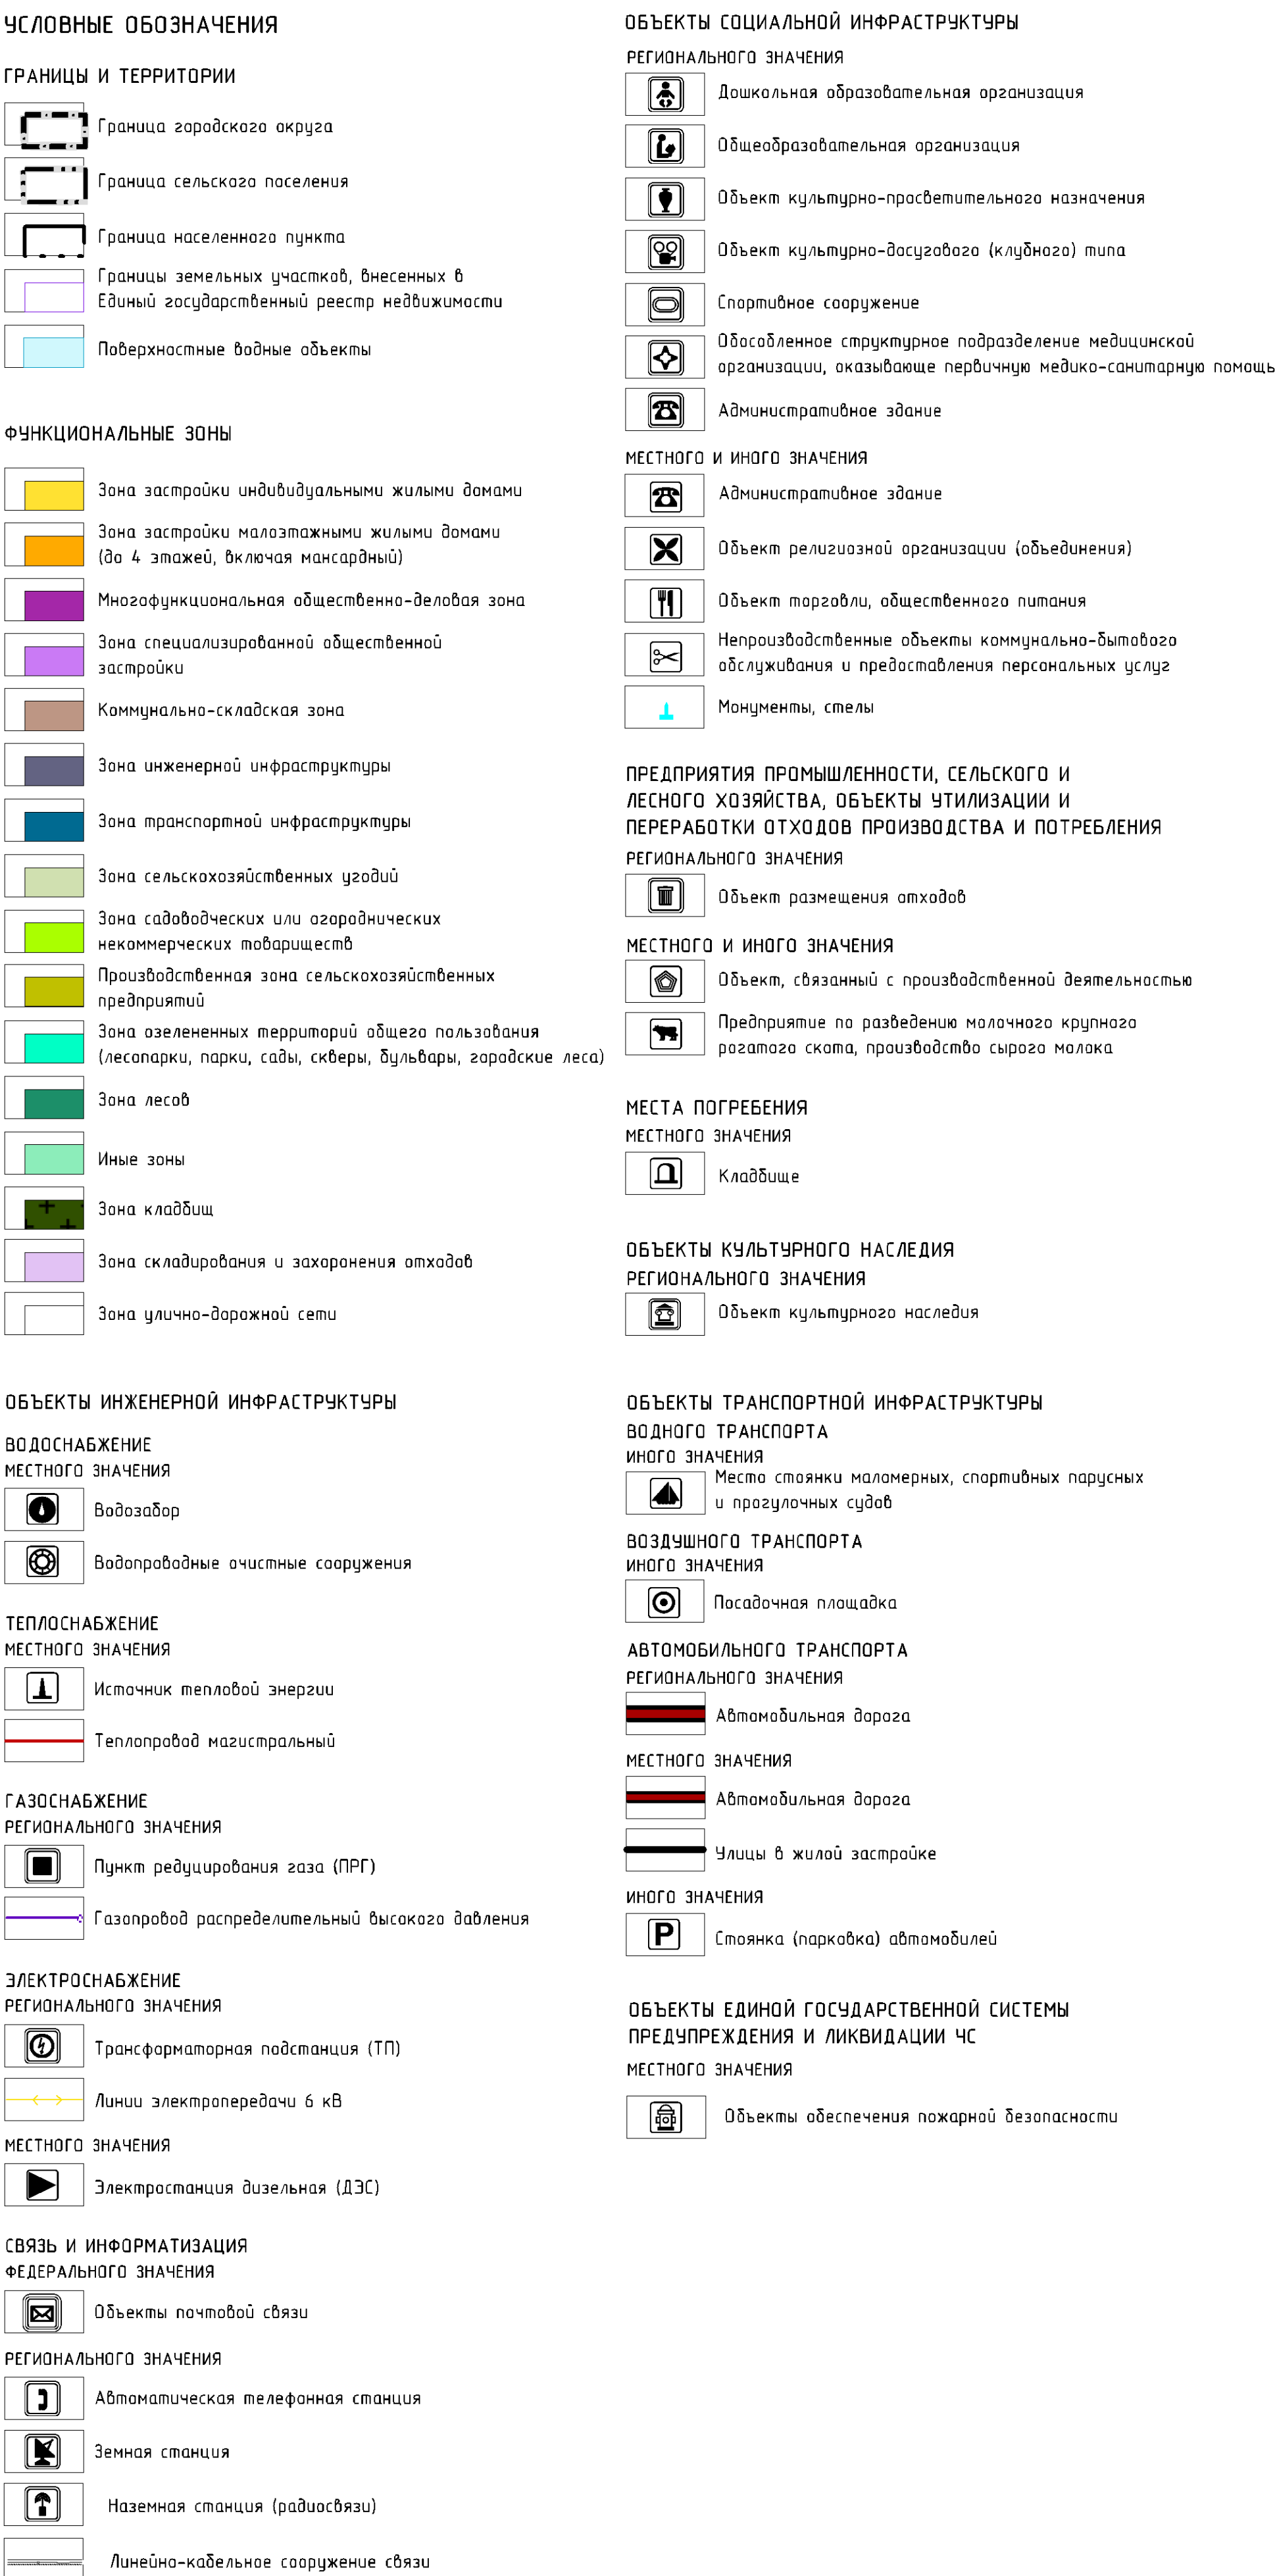 УСЛОВНЫЕ ОБОЗНАЧЕНИЯ
ГРАНИЦЫ И ТЕРРИТОРИИ
Граница городского округа
Граница сельского поселения
Граница населенного пункта
Границы земельных участков, внесенных в
Единый государственный реестр недвижимости
Поверхностные водные объекты
ФУНКЦИОНАЛЬНЫЕ ЗОНЫ
Зона застройки индивидуальными жилыми домами
Зона застройки малоэтажными жилыми домами
(до 4 этажей, включая мансардный)
Многофункциональная общественно-деловая зона
Зона специализированной общественной
застройки
Коммунально-складская зона
Зона инженерной инфраструктуры
Зона транспортной инфраструктуры
Зона сельскохозяйственных угодий
Зона садоводческих или огороднических
некоммерческих товариществ
Производственная зона сельскохозяйственных
предприятий
Зона озелененных территорий общего пользования
(лесопарки, парки, сады, скверы, бульвары, городские леса)
Зона лесов
Иные зоны
Зона кладбищ
Зона складирования и захоронения отходов
Зона улично-дорожной сети
ОБЪЕКТЫ ИНЖЕНЕРНОЙ ИНФРАСТРУКТУРЫ
ВОДОСНАБЖЕНИЕ
МЕСТНОГО ЗНАЧЕНИЯ
Водозабор
Водопроводные очистные сооружения
ТЕПЛОСНАБЖЕНИЕ
МЕСТНОГО ЗНАЧЕНИЯ
Источник тепловой энергии
Теплопровод магистральный
ГАЗОСНАБЖЕНИЕ
РЕГИОНАЛЬНОГО ЗНАЧЕНИЯ
Пункт редуцирования газа (ПРГ)
Газопровод распределительный высокого давления
ЭЛЕКТРОСНАБЖЕНИЕ
РЕГИОНАЛЬНОГО ЗНАЧЕНИЯ
Трансформаторная подстанция (ТП)
Линии электропередачи 6 кВ
МЕСТНОГО ЗНАЧЕНИЯ
Электростанция дизельная (ДЭС)
СВЯЗЬ И ИНФОРМАТИЗАЦИЯ
ФЕДЕРАЛЬНОГО ЗНАЧЕНИЯ
Объекты почтовой связи
РЕГИОНАЛЬНОГО ЗНАЧЕНИЯ
Автоматическая телефонная станция
Земная станция
Наземная станция (радиосвязи)
Линейно-кабельное сооружение связи
ОБЪЕКТЫ СОЦИАЛЬНОЙ ИНФРАСТРУКТУРЫ
РЕГИОНАЛЬНОГО ЗНАЧЕНИЯ
Дошкольная образовательная организация
Общеобразовательная организация
Объект культурно-просветительного назначения
Объект культурно-досугового (клубного) типа
Спортивное сооружение
Обособленное структурное подразделение медицинской
организации, оказывающе первичную медико-санитарную помощь
Административное здание
МЕСТНОГО И ИНОГО ЗНАЧЕНИЯ
Административное здание
Объект религиозной организации (объединения)
Объект торговли, общественного питания
Непроизводственные объекты коммунально-бытового
обслуживания и предоставления персональных услуг
Монументы, стелы
ПРЕДПРИЯТИЯ ПРОМЫШЛЕННОСТИ, СЕЛЬСКОГО И
ЛЕСНОГО ХОЗЯЙСТВА, ОБЪЕКТЫ УТИЛИЗАЦИИ И
ПЕРЕРАБОТКИ ОТХОДОВ ПРОИЗВОДСТВА И ПОТРЕБЛЕНИЯ
РЕГИОНАЛЬНОГО ЗНАЧЕНИЯ
Объект размещения отходов
МЕСТНОГО И ИНОГО ЗНАЧЕНИЯ
Объект, связанный с производственной деятельностью
Предприятие по разведению молочного крупного
рогатого скота, производство сырого молока
МЕСТА ПОГРЕБЕНИЯ
МЕСТНОГО ЗНАЧЕНИЯ
Кладбище
ОБЪЕКТЫ КУЛЬТУРНОГО НАСЛЕДИЯ
РЕГИОНАЛЬНОГО ЗНАЧЕНИЯ
Объект культурного наследия
ОБЪЕКТЫ ТРАНСПОРТНОЙ ИНФРАСТРУКТУРЫ
ВОДНОГО ТРАНСПОРТА
ИНОГО ЗНАЧЕНИЯ
Место стоянки маломерных, спортивных парусных
и прогулочных судов
ВОЗДУШНОГО ТРАНСПОРТА
ИНОГО ЗНАЧЕНИЯ
Посадочная площадка
АВТОМОБИЛЬНОГО ТРАНСПОРТА
РЕГИОНАЛЬНОГО ЗНАЧЕНИЯ
Автомобильная дорога
МЕСТНОГО ЗНАЧЕНИЯ
Автомобильная дорога
Улицы в жилой застройке
ИНОГО ЗНАЧЕНИЯ
P
Стоянка (парковка) автомобилей
ОБЪЕКТЫ ЕДИНОЙ ГОСУДАРСТВЕННОЙ СИСТЕМЫ
ПРЕДУПРЕЖДЕНИЯ И ЛИКВИДАЦИИ ЧС
МЕСТНОГО ЗНАЧЕНИЯ
Объекты обеспечения пожарной безопасности